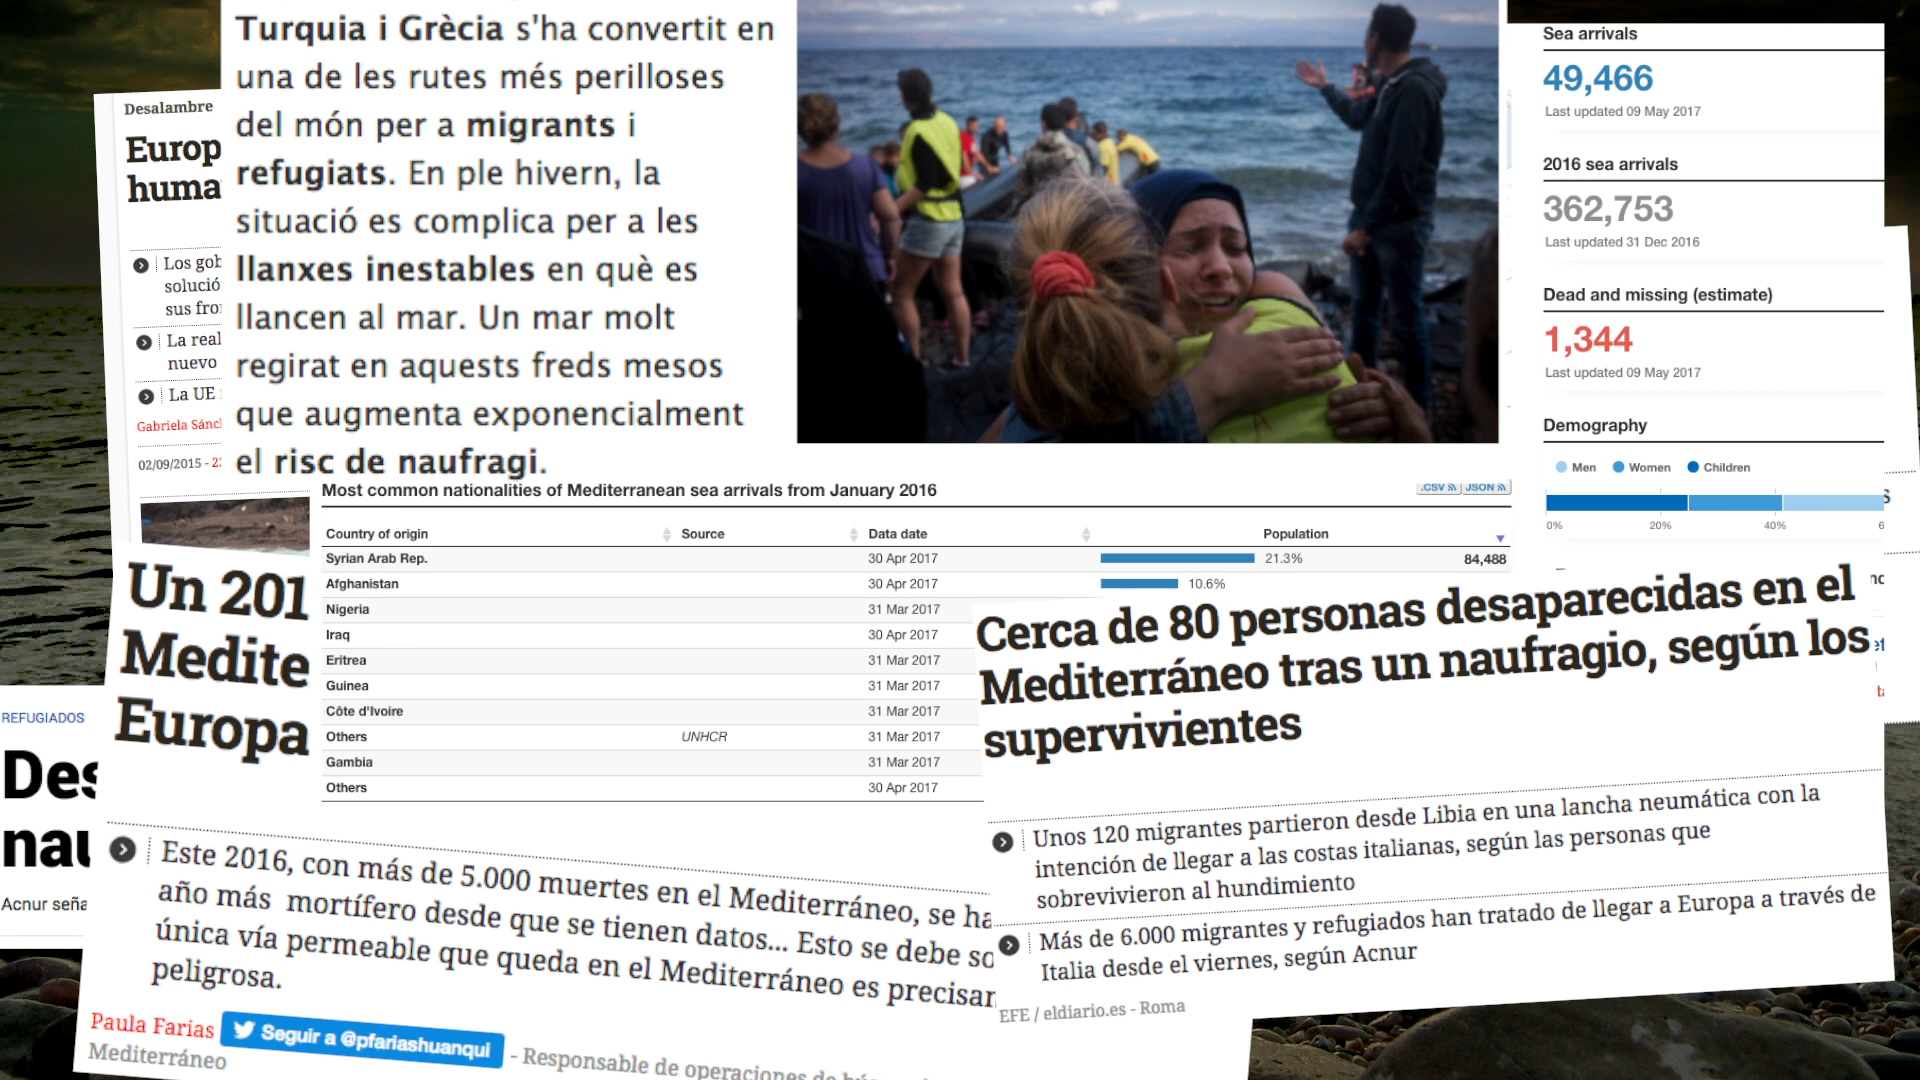 Turquia i Grècia s'ha convertit en
una de les rutes més perilloses
del món per a migrants i
refugiats. En ple hivern, la
situació es complica per a les
llanxes inestables en què es
llancen al mar. Un mar molt
regirat en aquests freds mesos
que augmenta exponencialment
el risc de naufragi.
Desalambre
Europ
huma
Los gob
solució
sus fro
La real
nuevo
La UE
Gabriela Sánc
02/09/2015 - 22
Sea arrivals
49,466
Last updated 09 May 2017
2016 sea arrivals
362,753
Last updated 31 Dec 2016
Dead and missing (estimate)
1,344
Last updated 09 May 2017
Demography
Men Women Children
0% 20% 40% 6
Most common nationalities of Mediterranean sea arrivals from January 2016
.CSV JSON
Country of origin Source Data date Population
Syrian Arab Rep. 30 Apr 2017 21.3% 84,488
Afghanistan 30 Apr 2017 10.6%
Nigeria 31 Mar 2017
Iraq 30 Apr 2017
Eritrea 31 Mar 2017
Guinea 31 Mar 2017
Côte d'Ivoire 31 Mar 2017
Others UNHCR 31 Mar 2017
Gambia 31 Mar 2017
Others 30 Apr 2017
Un 201
Medite
Europa
REFUGIADOS
Des
nau
Acnur seña
Este 2016, con más de 5.000 muertes en el Mediterráneo, se ha
año más mortífero desde que se tienen datos... Esto se debe so
única vía permeable que queda en el Mediterráneo es precisan
peligrosa.
Paula Farias Seguir a @pfariashuanqui - Responsable de operaciones de
Mediterráneo
Cerca de 80 personas desaparecidas en el
Mediterráneo tras un naufragio, según los
supervivientes
Unos 120 migrantes partieron desde Libia en una lancha neumática con la
intención de llegar a las costas italianas, según las personas que
sobrevivieron al hundimiento
Más de 6.000 migrantes y refugiados han tratado de llegar a Europa a través de
Italia desde el viernes, según Acnur
EFE / eldiario.es - Roma